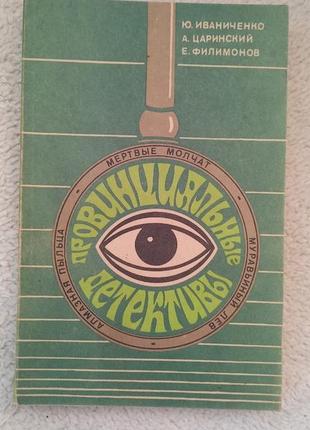 Ю. ИВАНИЧЕНКО
А. ЦАРИНСКИЙ
Е. ФИЛИМОНОВ
МЕРТВЫЕ МОЛЧАТ
МУРАВЬИНЫЙ ЛЕВ
АЛМАЗНАЯ ПЫЛЬЦА
ПРОВИНЦИАЛЬНЫЕ
ДЕТЕКТИВЫ